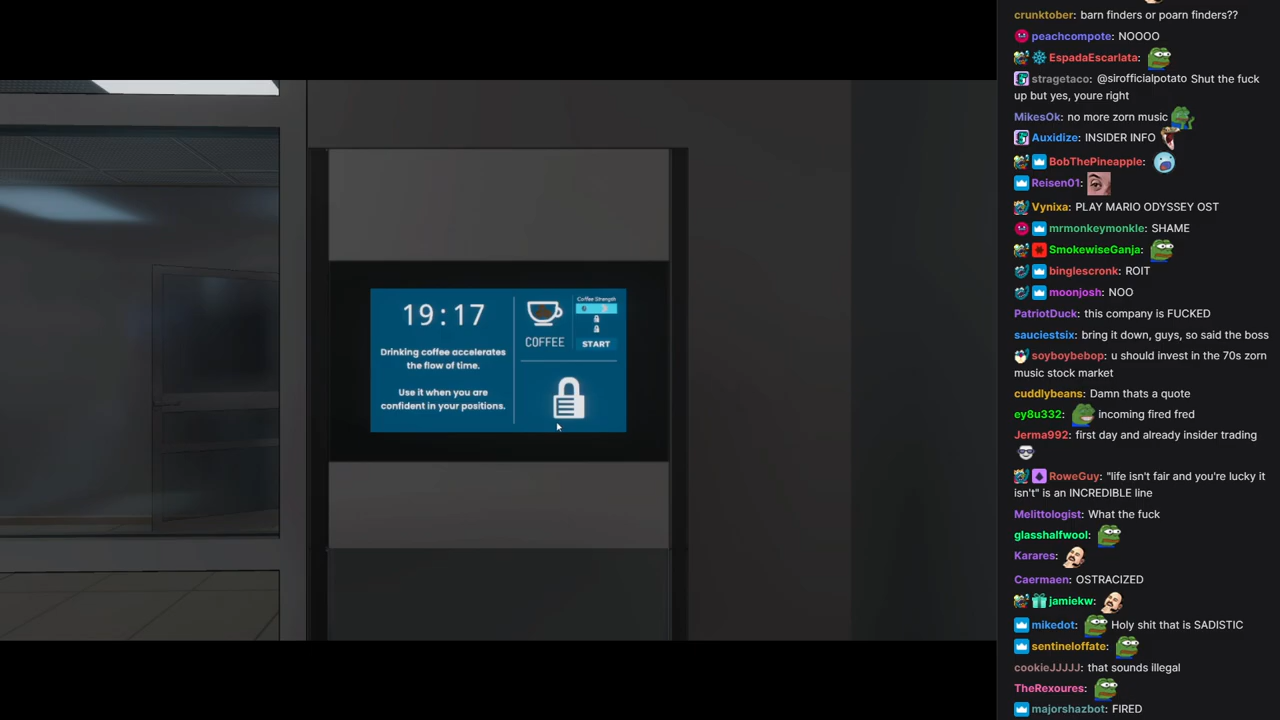 19:17
Drinking coffee accelerates
the flow of time.
Use it when you are
confident in your positions.
COFFEE
Coffee Strength
START
crunktober: barn finders or poarn finders??
peachcompote: NOOOO
EspadaEscarlata:
stragetaco: @sirofficialpotato Shut the fuck
up but yes, youre right
MikesOk: no more zorn music
Auxidize: INSIDER INFO
BobThePineapple:
Reisen01:
Vynixa: PLAY MARIO ODYSSEY OST
mrmonkeymonkle: SHAME
SmokewiseGanja:
binglescronk: ROIT
moonjosh: NOO
PatriotDuck: this company is FUCKED
sauciestsix: bring it down, guys, so said the boss
soyboybebop: u should invest in the 70s zorn
music stock market
cuddlybeans: Damn thats a quote
ey8u332: incoming fired fred
Jerma992: first day and already insider trading
RoweGuy: "life isn't fair and you're lucky it
isn't" is an INCREDIBLE line
Melittologist: What the fuck
glasshalfwool:
Karares:
Caermaen: OSTRACIZED
jamiekw:
mikedot: Holy shit that is SADISTIC
sentineloffate:
cookieJJJJJ: that sounds illegal
TheRexoures:
majorshazbot: FIRED